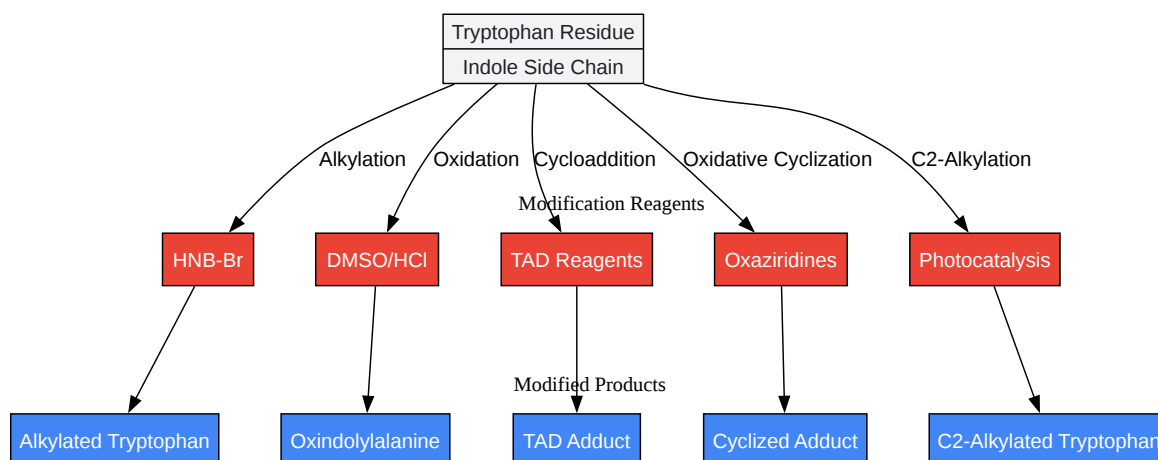 Tryptophan Residue
Indole Side Chain
Alkylation
Oxidation
Cycloaddition
Oxidative Cyclization
C2-Alkylation
Modification Reagents
HNB-Br
DMSO/HCl
TAD Reagents
Oxaziridines
Photocatalysis
Modified Products
Alkylated Tryptophan
Oxindolylalanine
TAD Adduct
Cyclized Adduct
C2-Alkylated Tryptophan